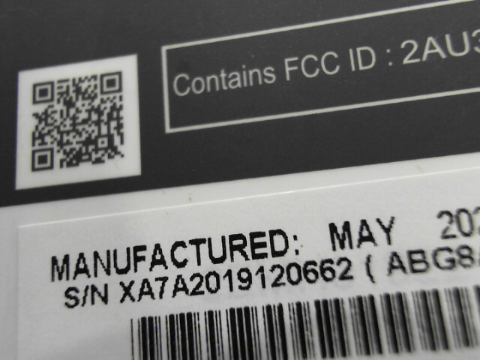 Contains FCC ID : 2AU3
MANUFACTURED: MAY 202
S/N XA7A2019120662 ( ABG8